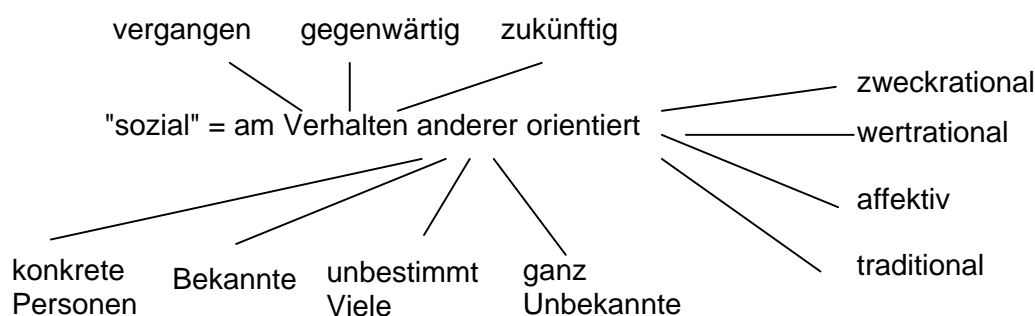 vergangen gegenwärtig zukünftig
zweckrational
"sozial" = am Verhalten anderer orientiert
wertrational
affektiv
traditional
konkrete
Personen
Bekannte
unbestimmt
Viele
ganz
Unbekannte